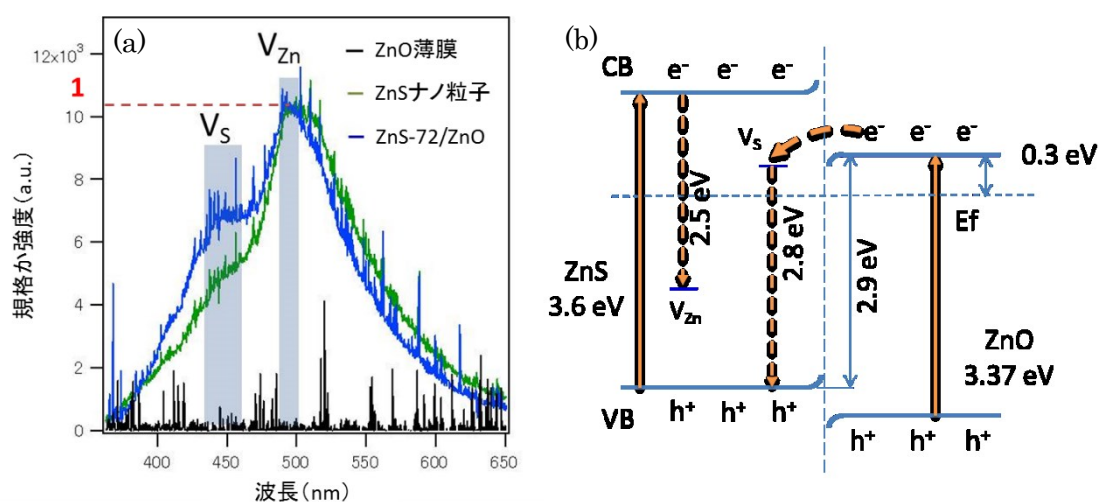 (a)
V_Zn
ZnO薄膜
ZnSナノ粒子
ZnS-72/ZnO
V_S
1
12×10³
10
8
6
4
2
0
規格か強度(a.u.)
400 450 500 550 600 650
波長(nm)
(b)
CB e⁻ e⁻ e⁻
e⁻ e⁻ e⁻
V_S
0.3 eV
2.5 eV
2.8 eV
2.9 eV
Ef
ZnS
3.6 eV
V_Zn
ZnO
3.37 eV
VB h⁺ h⁺ h⁺
h⁺ h⁺ h⁺